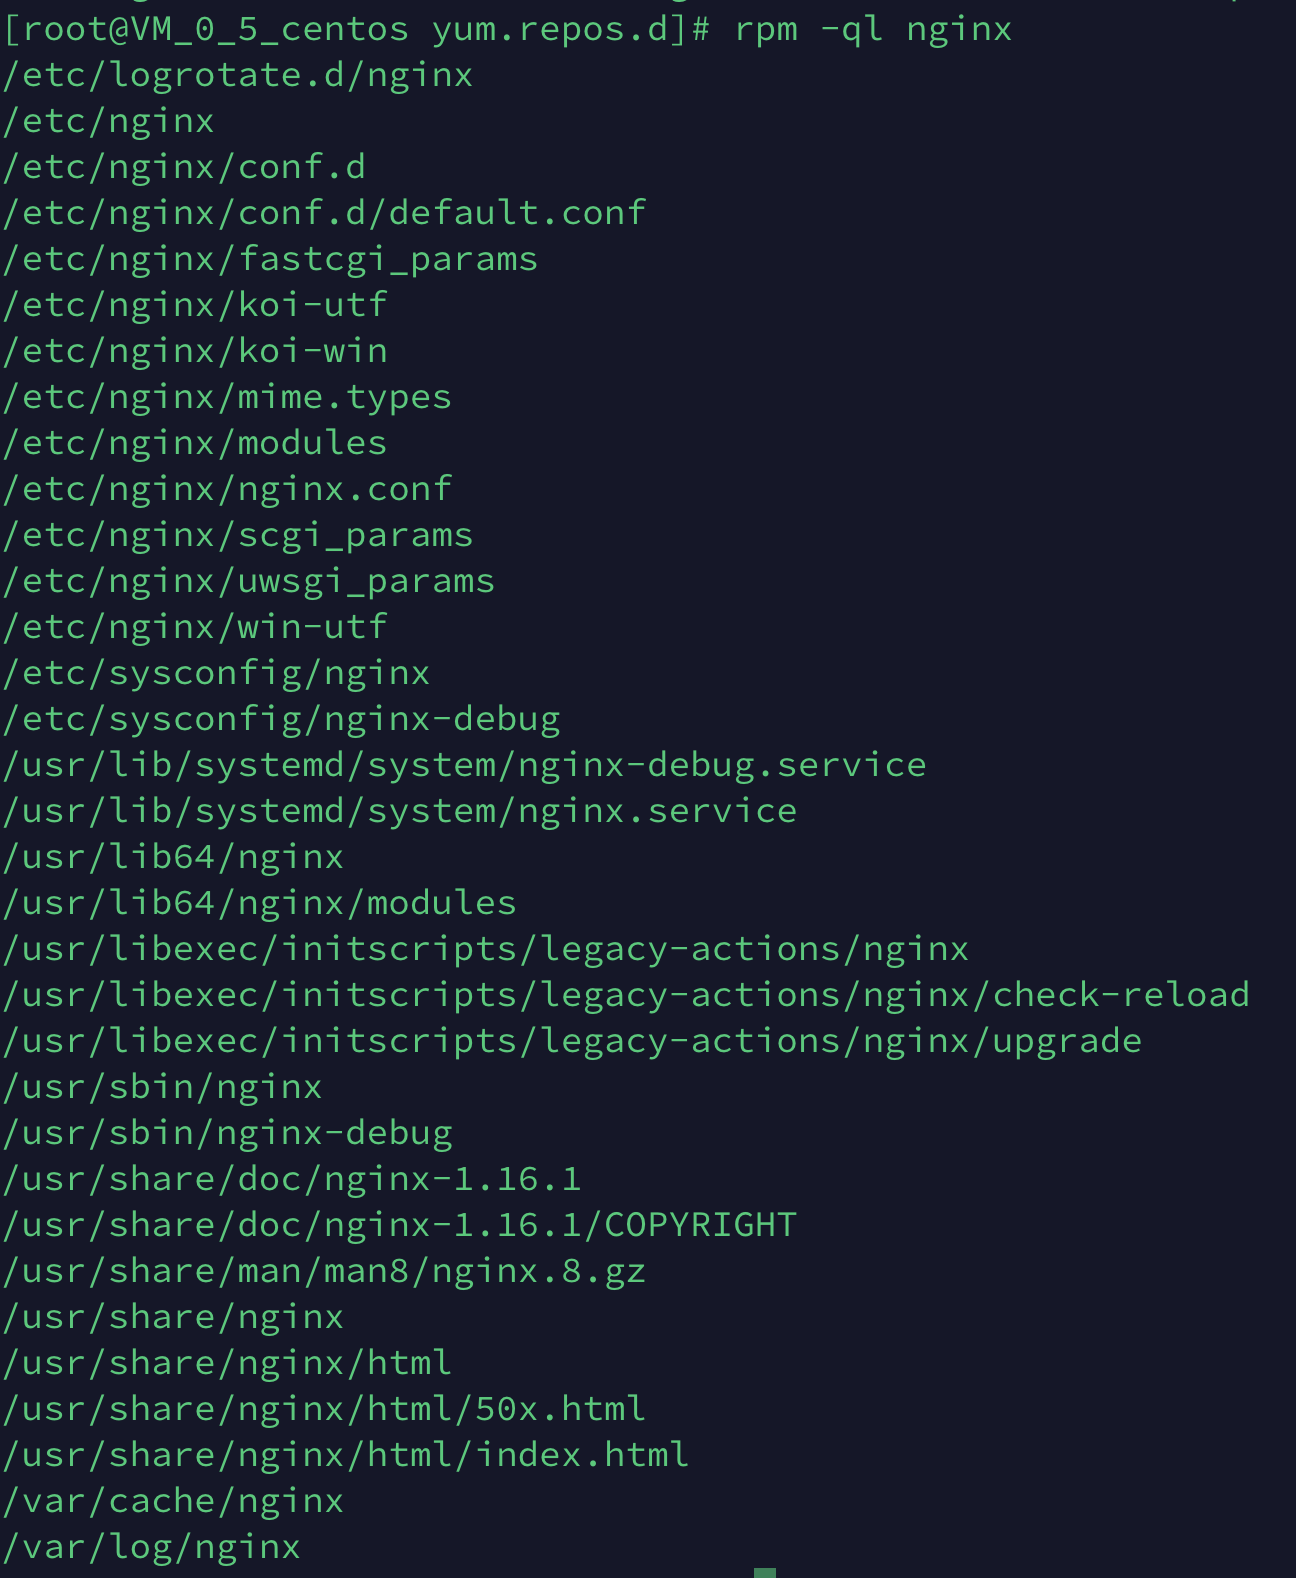 [root@VM_0_5_centos yum.repos.d]# rpm -ql nginx
/etc/logrotate.d/nginx
/etc/nginx
/etc/nginx/conf.d
/etc/nginx/conf.d/default.conf
/etc/nginx/fastcgi_params
/etc/nginx/koi-utf
/etc/nginx/koi-win
/etc/nginx/mime.types
/etc/nginx/modules
/etc/nginx/nginx.conf
/etc/nginx/scgi_params
/etc/nginx/uwsgi_params
/etc/nginx/win-utf
/etc/sysconfig/nginx
/etc/sysconfig/nginx-debug
/usr/lib/systemd/system/nginx-debug.service
/usr/lib/systemd/system/nginx.service
/usr/lib64/nginx
/usr/lib64/nginx/modules
/usr/libexec/initscripts/legacy-actions/nginx
/usr/libexec/initscripts/legacy-actions/nginx/check-reload
/usr/libexec/initscripts/legacy-actions/nginx/upgrade
/usr/sbin/nginx
/usr/sbin/nginx-debug
/usr/share/doc/nginx-1.16.1
/usr/share/doc/nginx-1.16.1/COPYRIGHT
/usr/share/man/man8/nginx.8.gz
/usr/share/nginx
/usr/share/nginx/html
/usr/share/nginx/html/50x.html
/usr/share/nginx/html/index.html
/var/cache/nginx
/var/log/nginx